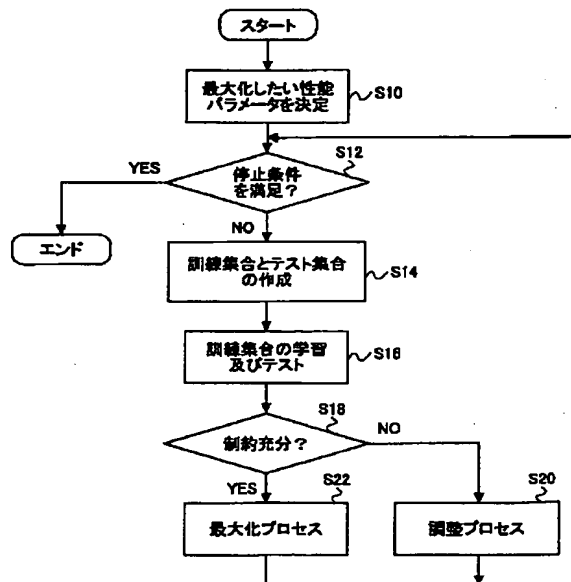 スタート
最大化したい性能
パラメータを決定
S10
S12
YES
停止条件
を満足?
エンド
NO
訓練集合とテスト集合
の作成
S14
訓練集合の学習
及びテスト
S16
S18
制約充分?
NO
YES
S22
S20
最大化プロセス
調整プロセス